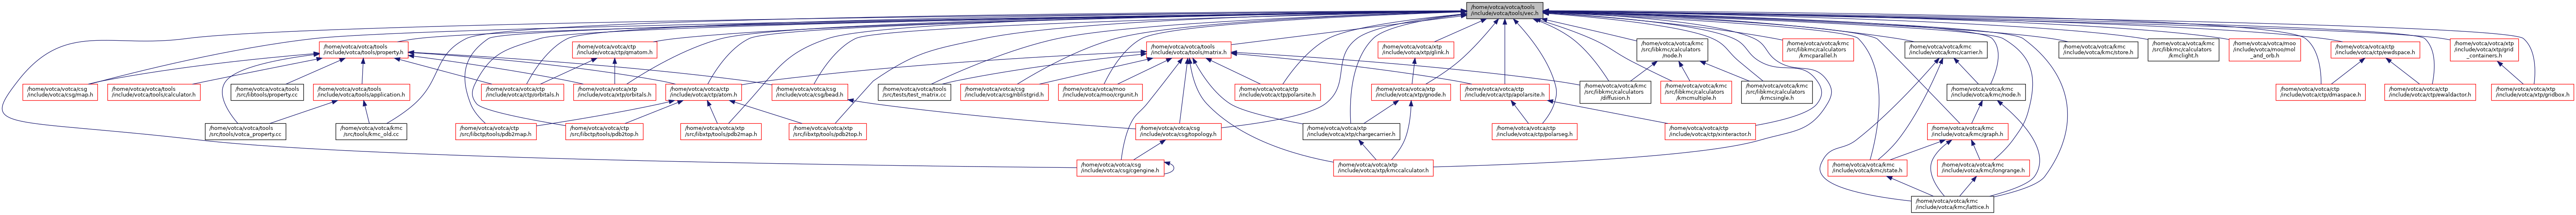 /home/votca/votca/tools
/include/votca/tools/vec.h
/home/votca/votca/tools
/include/votca/tools/property.h
/home/votca/votca/ctp
/include/votca/ctp/qmatom.h
/home/votca/votca/tools
/include/votca/tools/matrix.h
/home/votca/votca/xtp
/include/votca/xtp/glink.h
/home/votca/votca/kmc
/src/libkmc/calculators
/node.h
/home/votca/votca/kmc
/src/libkmc/calculators
/kmcparallel.h
/home/votca/votca/kmc
/include/votca/kmc/carrier.h
/home/votca/votca/kmc
/include/votca/kmc/store.h
/home/votca/votca/kmc
/src/libkmc/calculators
/kmclight.h
/home/votca/votca/moo
/include/votca/moo/mol
_and_orb.h
/home/votca/votca/ctp
/include/votca/ctp/ewdspace.h
/home/votca/votca/xtp
/include/votca/xtp/grid
_containers.h
/home/votca/votca/csg
/include/votca/csg/map.h
/home/votca/votca/tools
/include/votca/tools/calculator.h
/home/votca/votca/tools
/src/libtools/property.cc
/home/votca/votca/tools
/include/votca/tools/application.h
/home/votca/votca/ctp
/include/votca/ctp/orbitals.h
/home/votca/votca/xtp
/include/votca/xtp/orbitals.h
/home/votca/votca/ctp
/include/votca/ctp/atom.h
/home/votca/votca/csg
/include/votca/csg/bead.h
/home/votca/votca/tools
/src/tests/test_matrix.cc
/home/votca/votca/csg
/include/votca/csg/nblistgrid.h
/home/votca/votca/moo
/include/votca/moo/crgunit.h
/home/votca/votca/ctp
/include/votca/ctp/polarsite.h
/home/votca/votca/xtp
/include/votca/xtp/gnode.h
/home/votca/votca/ctp
/include/votca/ctp/apolarsite.h
/home/votca/votca/kmc
/src/libkmc/calculators
/diffusion.h
/home/votca/votca/kmc
/src/libkmc/calculators
/kmcmultiple.h
/home/votca/votca/kmc
/src/libkmc/calculators
/kmcsingle.h
/home/votca/votca/kmc
/include/votca/kmc/node.h
/home/votca/votca/ctp
/include/votca/ctp/dmaspace.h
/home/votca/votca/ctp
/include/votca/ctp/ewaldactor.h
/home/votca/votca/xtp
/include/votca/xtp/gridbox.h
/home/votca/votca/tools
/src/tools/votca_property.cc
/home/votca/votca/kmc
/src/tools/kmc_old.cc
/home/votca/votca/ctp
/src/libctp/tools/pdb2map.h
/home/votca/votca/ctp
/src/libctp/tools/pdb2top.h
/home/votca/votca/xtp
/src/libxtp/tools/pdb2map.h
/home/votca/votca/xtp
/src/libxtp/tools/pdb2top.h
/home/votca/votca/csg
/include/votca/csg/topology.h
/home/votca/votca/xtp
/include/votca/xtp/chargecarrier.h
/home/votca/votca/ctp
/include/votca/ctp/polarseg.h
/home/votca/votca/ctp
/include/votca/ctp/xinteractor.h
/home/votca/votca/kmc
/include/votca/kmc/graph.h
/home/votca/votca/csg
/include/votca/csg/cgengine.h
/home/votca/votca/xtp
/include/votca/xtp/kmccalculator.h
/home/votca/votca/kmc
/include/votca/kmc/state.h
/home/votca/votca/kmc
/include/votca/kmc/longrange.h
/home/votca/votca/kmc
/include/votca/kmc/lattice.h